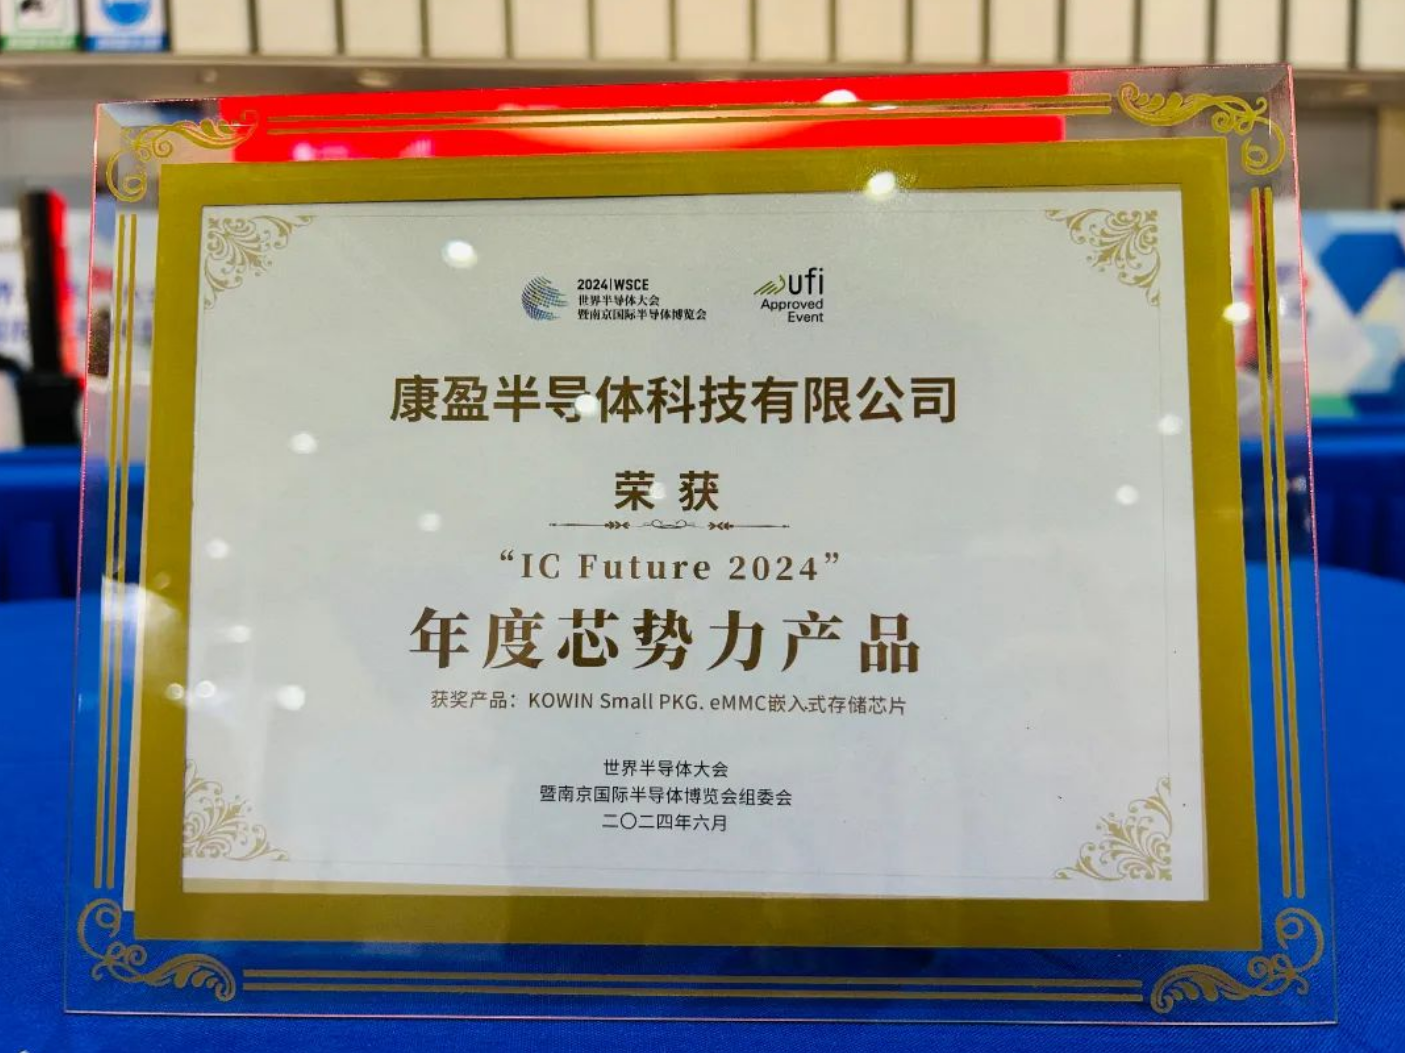 2024|WSCE
世界半导体大会
暨南京国际半导体博览会
ufi
Approved
Event
康盈半导体科技有限公司
荣获
“IC Future 2024”
年度芯势力产品
获奖产品：KOWIN Small PKG. eMMC嵌入式存储芯片
世界半导体大会
暨南京国际半导体博览会组委会
二〇二四年六月